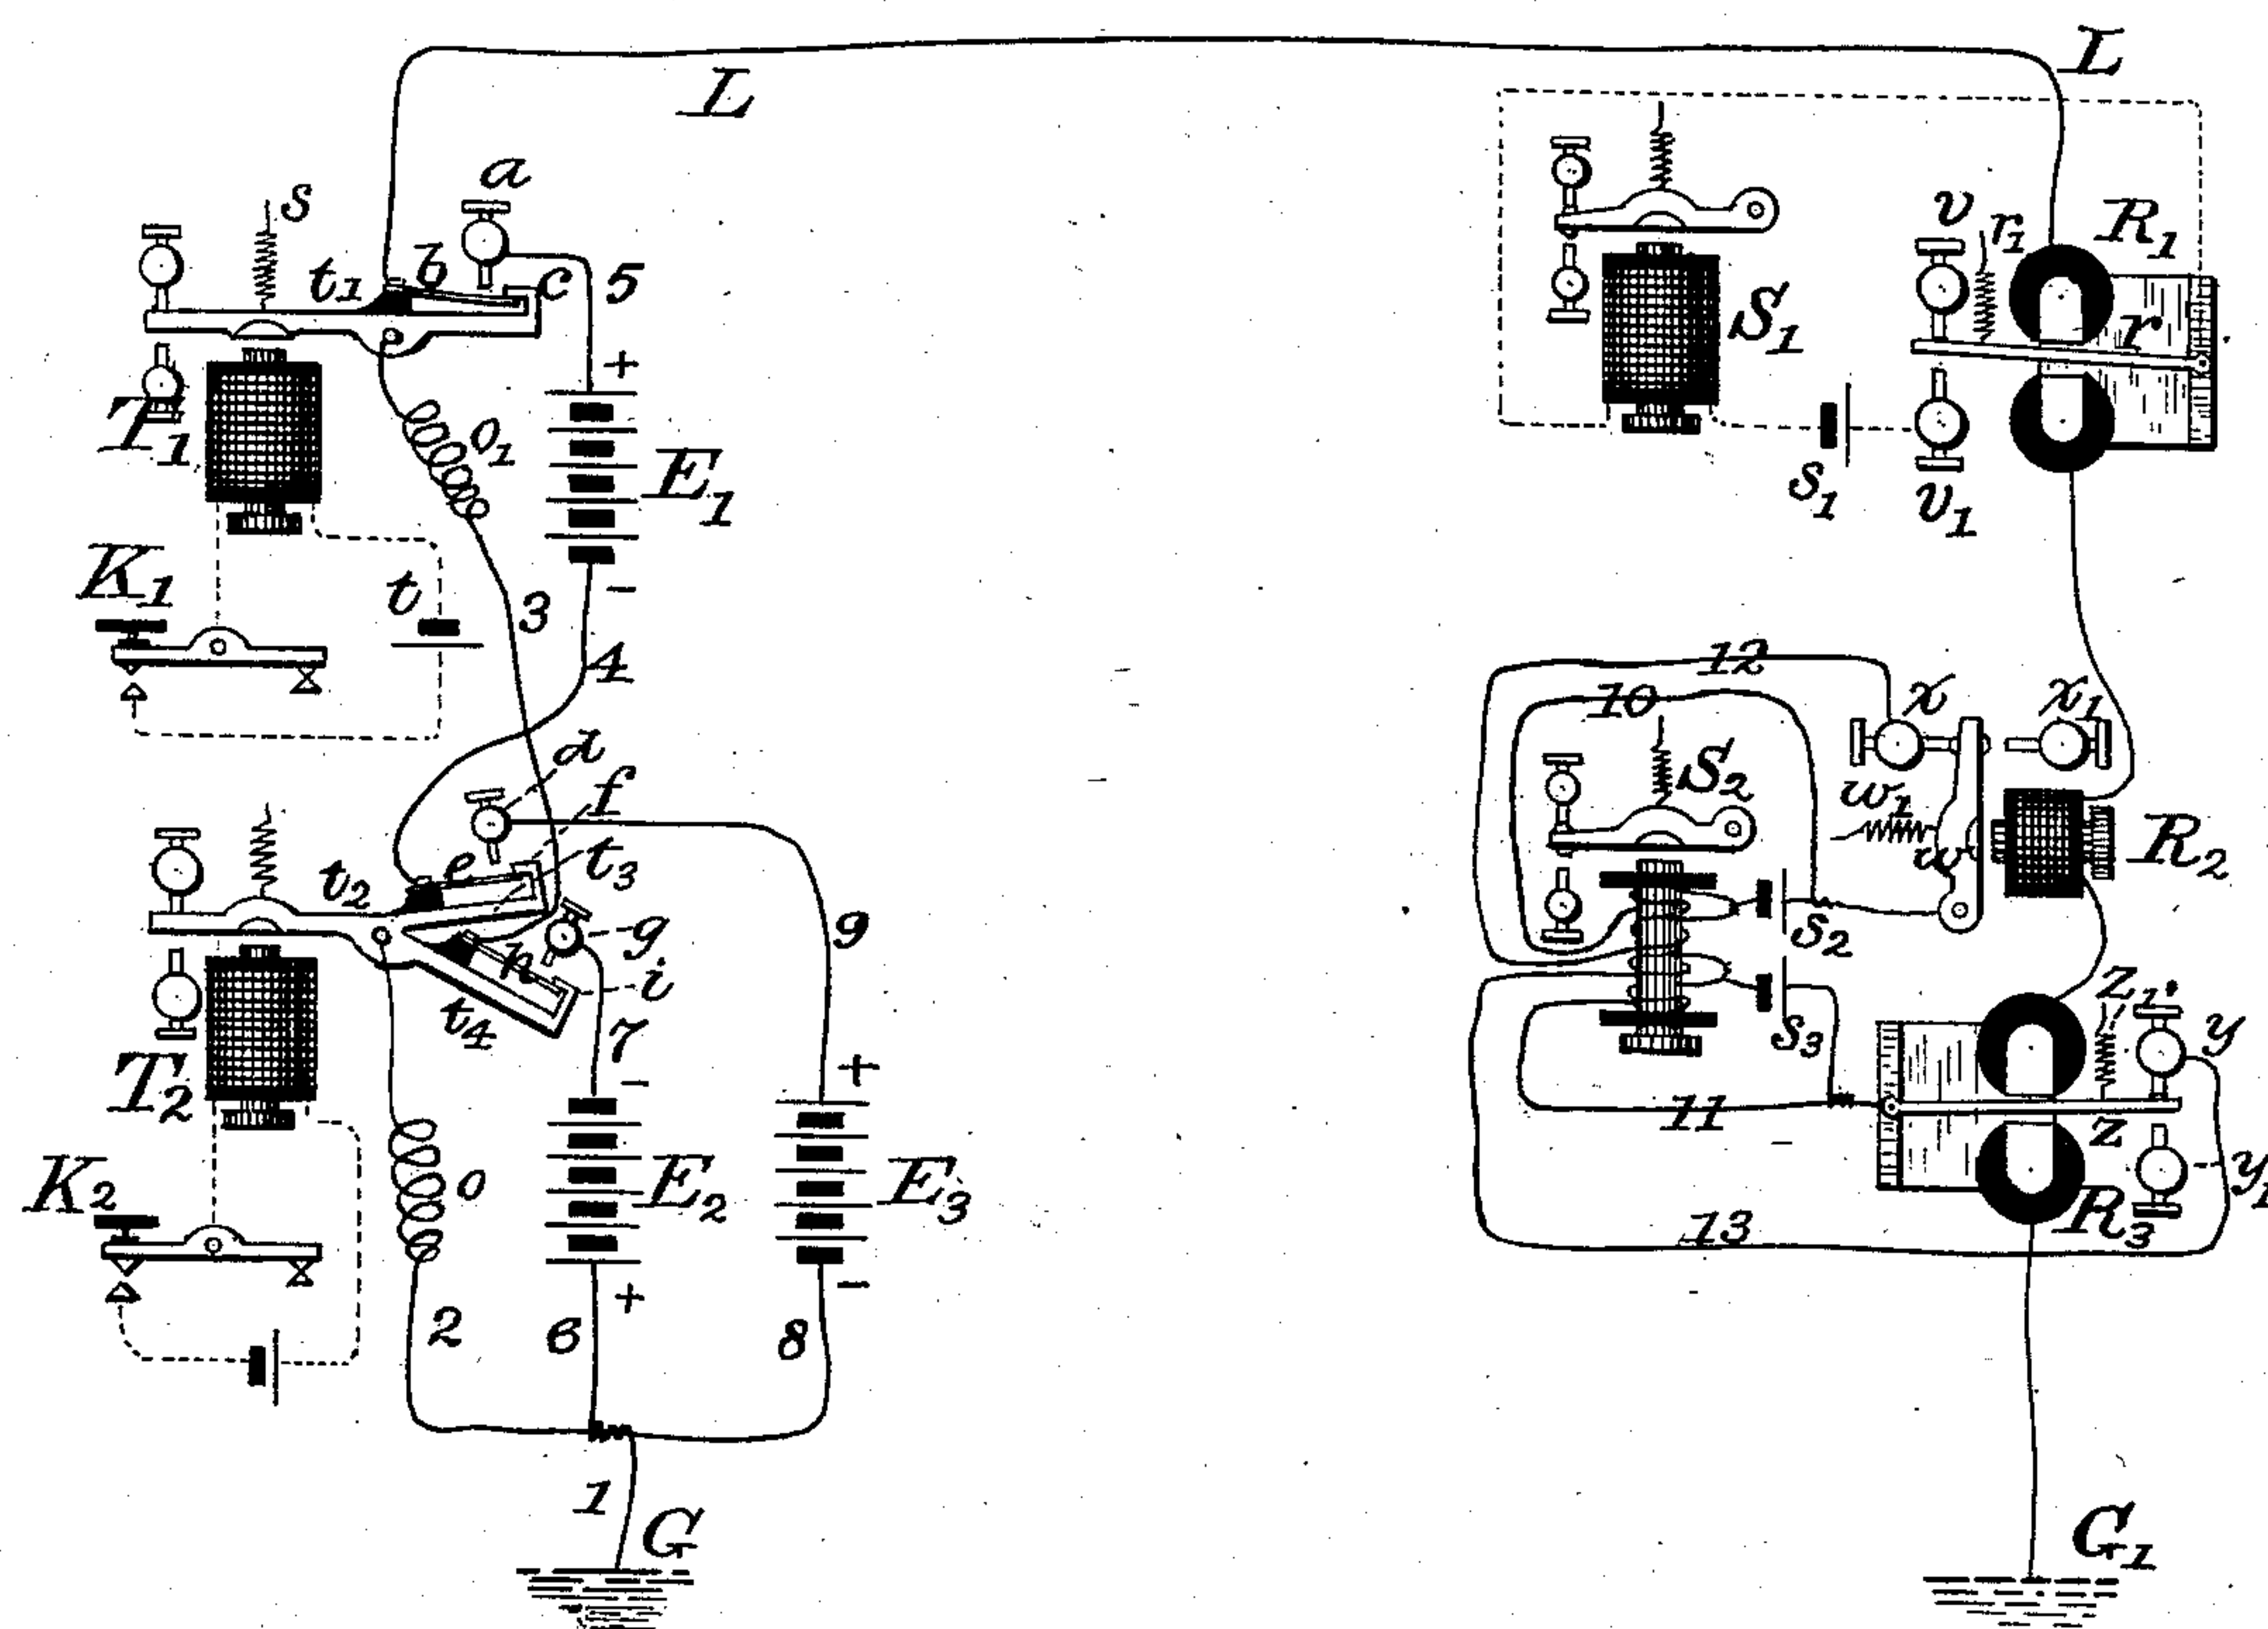 L
L
a
s
b
c
5
t1
v
r1
R1
r
+
S1
T1
o1
E1
s1
v1
K1
t
3
−
4
12
10
x
x1
d
f
S2
w1
w
R2
e
t3
t2
g
9
s2
h
i
t4
7
z1
y
s3
T2
−
+
11
z
K2
o
E2
E3
R3
y1
13
+
−
2
6
8
1
G
G1